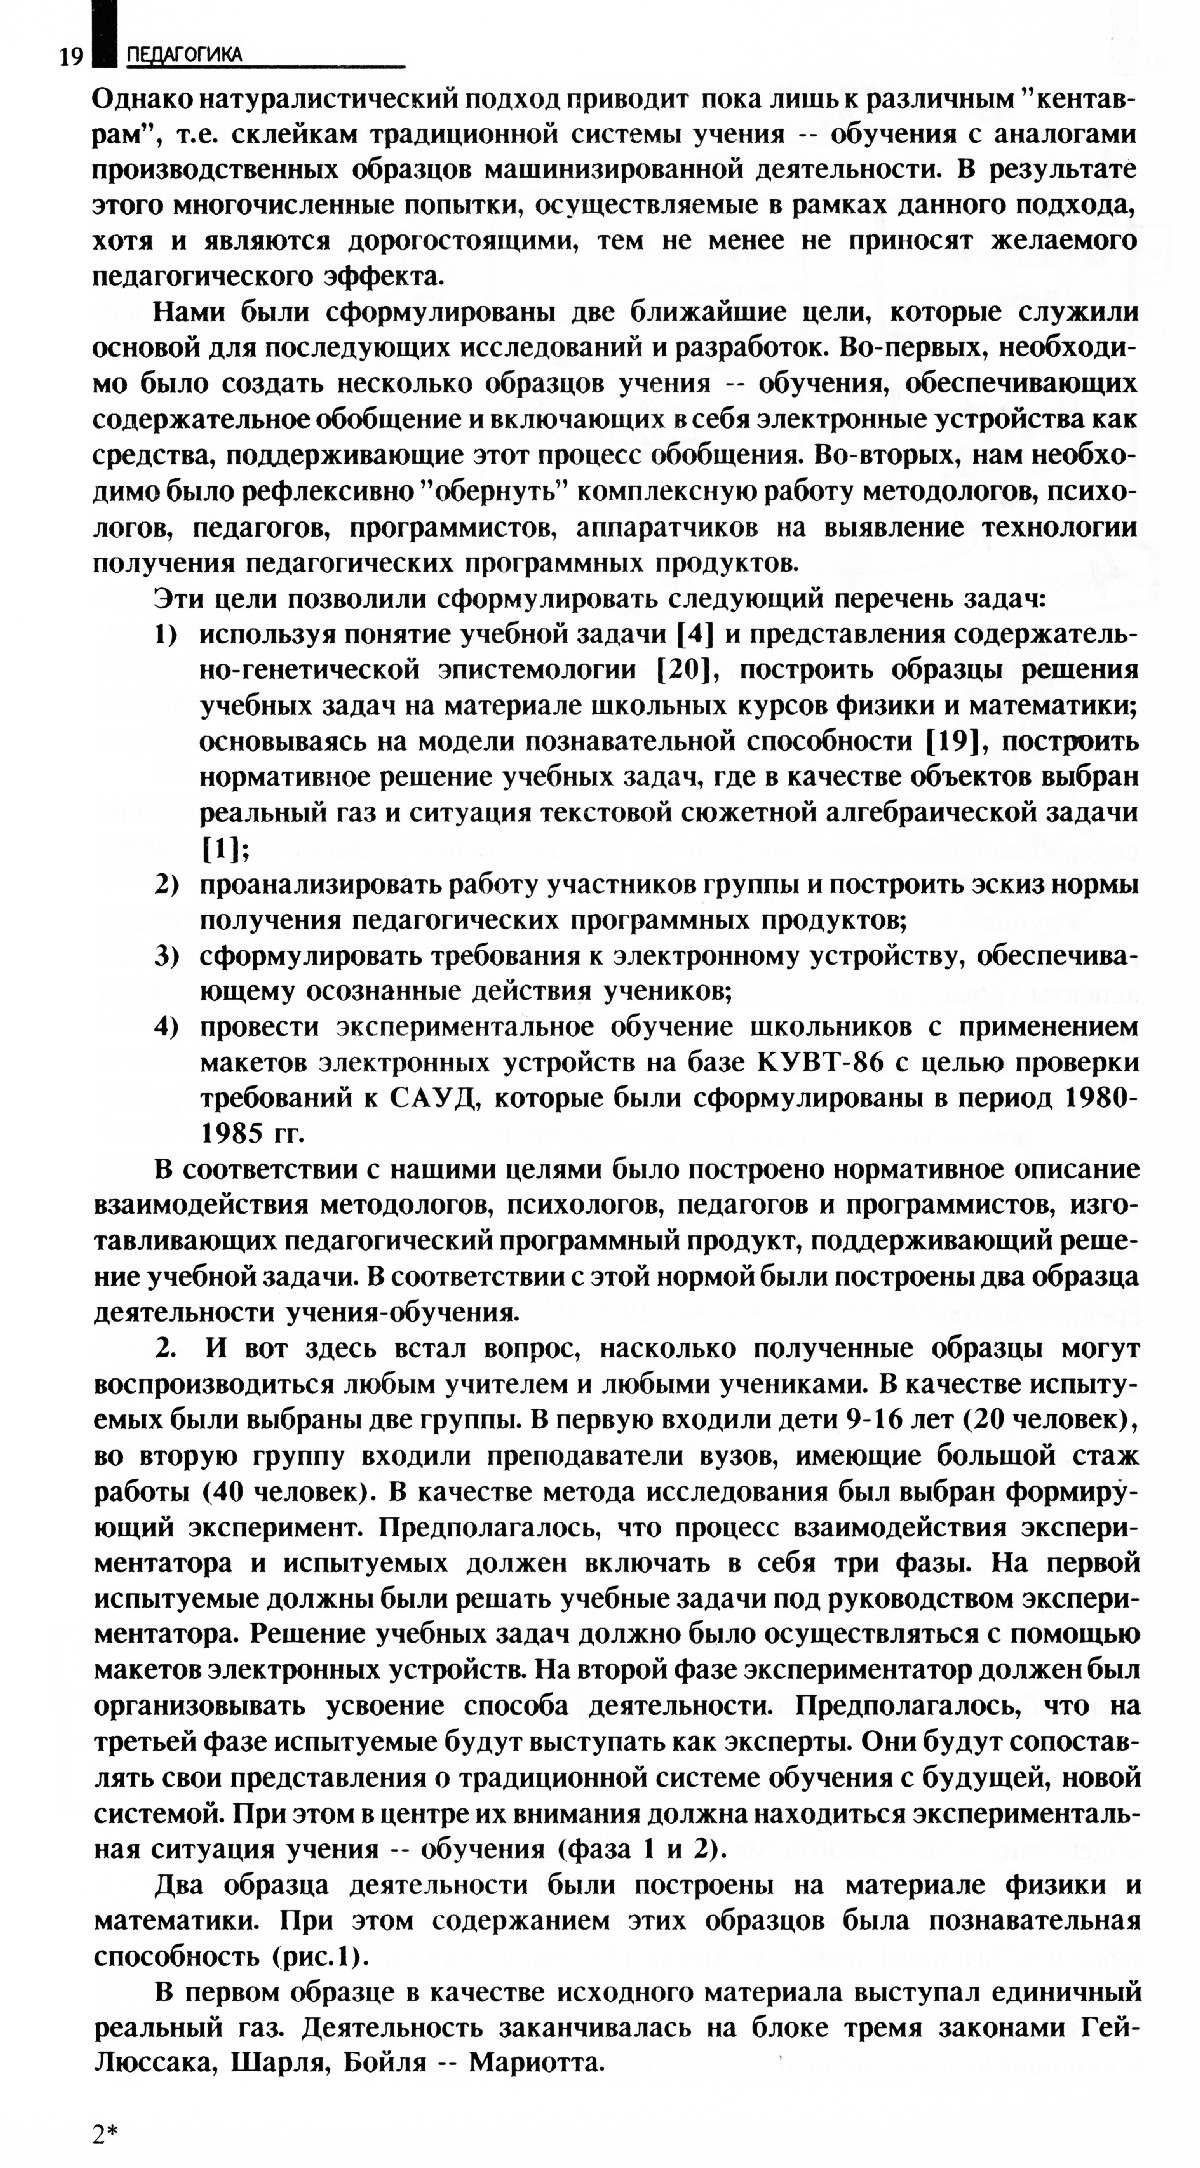 19 ПЕДАГОГИКА
Однако натуралистический подход приводит пока лишь к различным "кентав-
рам", т.е. склейкам традиционной системы учения -- обучения с аналогами
производственных образцов машинизированной деятельности. В результате
этого многочисленные попытки, осуществляемые в рамках данного подхода,
хотя и являются дорогостоящими, тем не менее не приносят желаемого
педагогического эффекта.
Нами были сформулированы две ближайшие цели, которые служили
основой для последующих исследований и разработок. Во-первых, необходи-
мо было создать несколько образцов учения -- обучения, обеспечивающих
содержательное обобщение и включающих в себя электронные устройства как
средства, поддерживающие этот процесс обобщения. Во-вторых, нам необхо-
димо было рефлексивно "обернуть" комплексную работу методологов, психо-
логов, педагогов, программистов, аппаратчиков на выявление технологии
получения педагогических программных продуктов.
Эти цели позволили сформулировать следующий перечень задач:
1) используя понятие учебной задачи [4] и представления содержатель-
но-генетической эпистемологии [20], построить образцы решения
учебных задач на материале школьных курсов физики и математики;
основываясь на модели познавательной способности [19], построить
нормативное решение учебных задач, где в качестве объектов выбран
реальный газ и ситуация текстовой сюжетной алгебраической задачи
[1];
2) проанализировать работу участников группы и построить эскиз нормы
получения педагогических программных продуктов;
3) сформулировать требования к электронному устройству, обеспечива-
ющему осознанные действия учеников;
4) провести экспериментальное обучение школьников с применением
макетов электронных устройств на базе КУВТ-86 с целью проверки
требований к САУД, которые были сформулированы в период 1980-
1985 гг.
В соответствии с нашими целями было построено нормативное описание
взаимодействия методологов, психологов, педагогов и программистов, изго-
тавливающих педагогический программный продукт, поддерживающий реше-
ние учебной задачи. В соответствии с этой нормой были построены два образца
деятельности учения-обучения.
2. И вот здесь встал вопрос, насколько полученные образцы могут
воспроизводиться любым учителем и любыми учениками. В качестве испыту-
емых были выбраны две группы. В первую входили дети 9-16 лет (20 человек),
во вторую группу входили преподаватели вузов, имеющие большой стаж
работы (40 человек). В качестве метода исследования был выбран формиру-
ющий эксперимент. Предполагалось, что процесс взаимодействия экспери-
ментатора и испытуемых должен включать в себя три фазы. На первой
испытуемые должны были решать учебные задачи под руководством экспери-
ментатора. Решение учебных задач должно было осуществляться с помощью
макетов электронных устройств. На второй фазе экспериментатор должен был
организовывать усвоение способа деятельности. Предполагалось, что на
третьей фазе испытуемые будут выступать как эксперты. Они будут сопостав-
лять свои представления о традиционной системе обучения с будущей, новой
системой. При этом в центре их внимания должна находиться эксперименталь-
ная ситуация учения -- обучения (фаза 1 и 2).
Два образца деятельности были построены на материале физики и
математики. При этом содержанием этих образцов была познавательная
способность (рис.1).
В первом образце в качестве исходного материала выступал единичный
реальный газ. Деятельность заканчивалась на блоке тремя законами Гей-
Люссака, Шарля, Бойля -- Мариотта.
2*